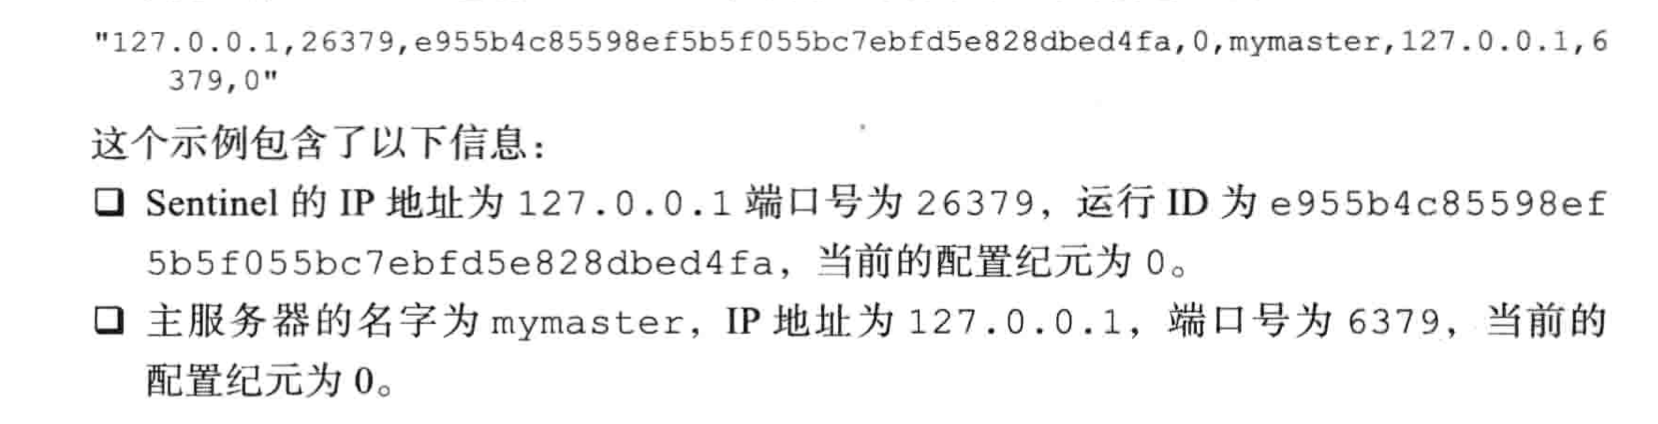 "127.0.0.1,26379,e955b4c85598ef5b5f055bc7ebfd5e828dbed4fa,0,mymaster,127.0.0.1,6
379,0"
这个示例包含了以下信息：
❑ Sentinel 的 IP 地址为 127.0.0.1 端口号为 26379，运行 ID 为 e955b4c85598ef
5b5f055bc7ebfd5e828dbed4fa，当前的配置纪元为 0。
❑ 主服务器的名字为 mymaster，IP 地址为 127.0.0.1，端口号为 6379，当前的
配置纪元为 0。